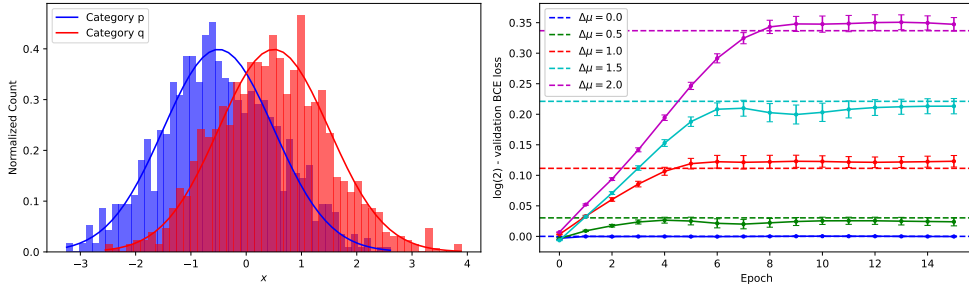 Category p
Category q
0.4
0.3
0.2
0.1
0.0
Normalized Count
−3 −2 −1 0 1 2 3 4
x
Δμ = 0.0
Δμ = 0.5
Δμ = 1.0
Δμ = 1.5
Δμ = 2.0
0.35
0.30
0.25
0.20
0.15
0.10
0.05
0.00
log(2) - validation BCE loss
0 2 4 6 8 10 12 14
Epoch